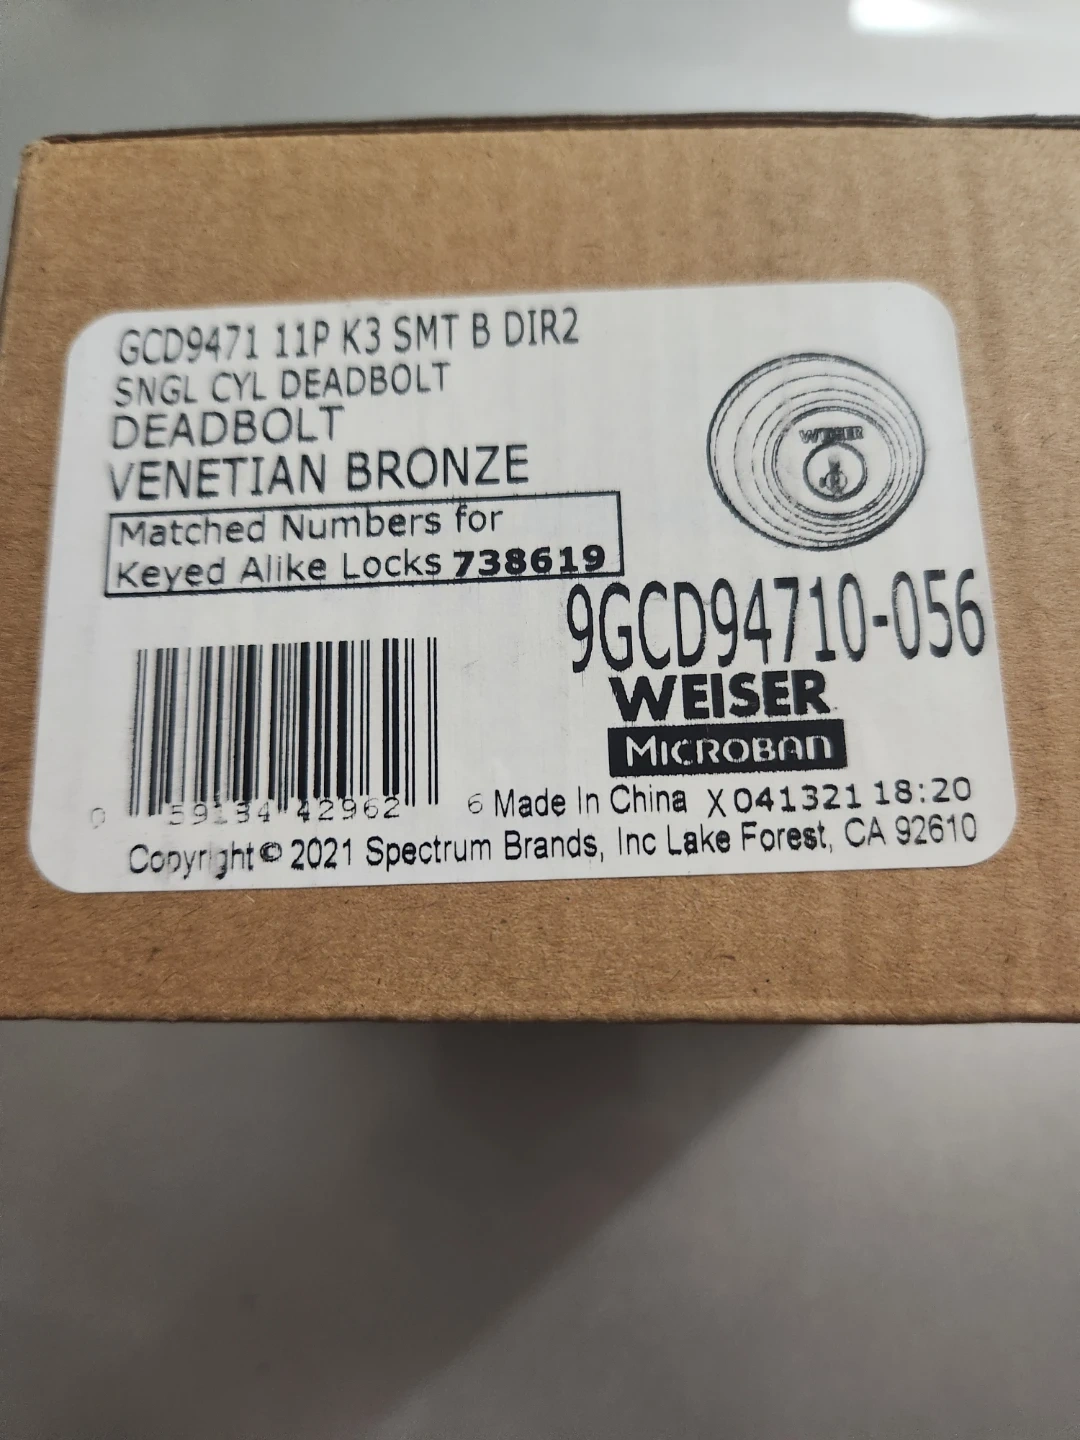 GCD9471 11P K3 SMT B DIR2
SNGL CYL DEADBOLT
DEADBOLT
VENETIAN BRONZE
Matched Numbers for
Keyed Alike Locks 738619
WEISER
9GCD94710-056
WEISER
MICROBAN
0 59184 42962 6
Made In China X 041321 18:20
Copyright © 2021 Spectrum Brands, Inc Lake Forest, CA 92610